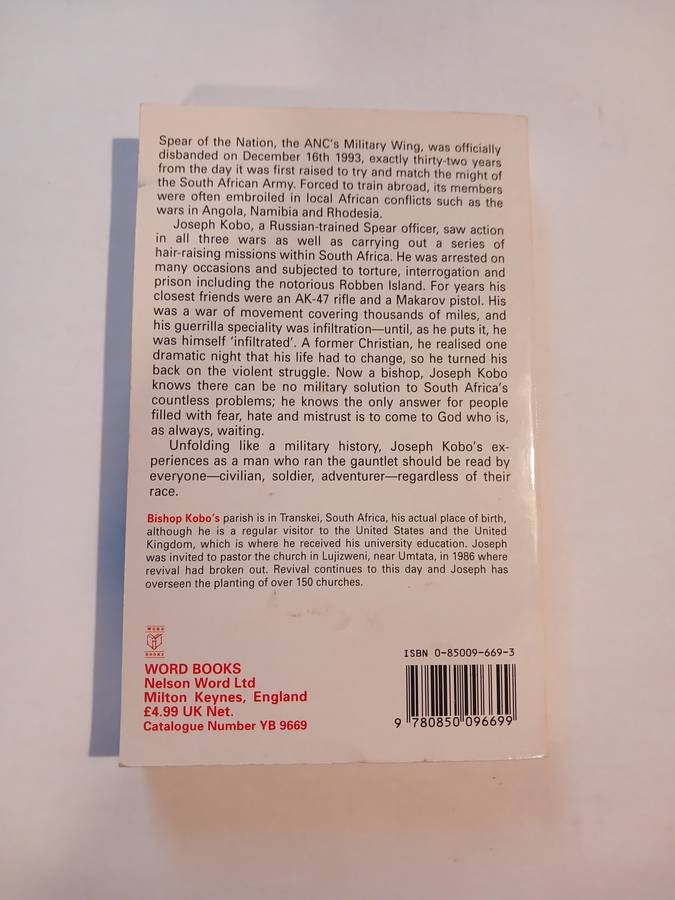 Spear of the Nation, the ANC's Military Wing, was officially
disbanded on December 16th 1993, exactly thirty-two years
from the day it was first raised to try and match the might of
the South African Army. Forced to train abroad, its members
were often embroiled in local African conflicts such as the
wars in Angola, Namibia and Rhodesia.
Joseph Kobo, a Russian-trained Spear officer, saw action
in all three wars as well as carrying out a series of
hair-raising missions within South Africa. He was arrested on
many occasions and subjected to torture, interrogation and
prison including the notorious Robben Island. For years his
closest friends were an AK-47 rifle and a Makarov pistol. His
was a war of movement covering thousands of miles, and
his guerrilla speciality was infiltration—until, as he puts it, he
was himself 'infiltrated'. A former Christian, he realised one
dramatic night that his life had to change, so he turned his
back on the violent struggle. Now a bishop, Joseph Kobo
knows there can be no military solution to South Africa's
countless problems; he knows the only answer for people
filled with fear, hate and mistrust is to come to God who is,
as always, waiting.
Unfolding like a military history, Joseph Kobo's ex-
periences as a man who ran the gauntlet should be read by
everyone—civilian, soldier, adventurer—regardless of their
race.
Bishop Kobo's parish is in Transkei, South Africa, his actual place of birth,
although he is a regular visitor to the United States and the United
Kingdom, which is where he received his university education. Joseph
was invited to pastor the church in Lujizweni, near Umtata, in 1986 where
revival had broken out. Revival continues to this day and Joseph has
overseen the planting of over 150 churches.
WORD
BOOKS
WORD BOOKS
Nelson Word Ltd
Milton Keynes, England
£4.99 UK Net.
Catalogue Number YB 9669
ISBN 0-85009-669-3
9 780850 096699